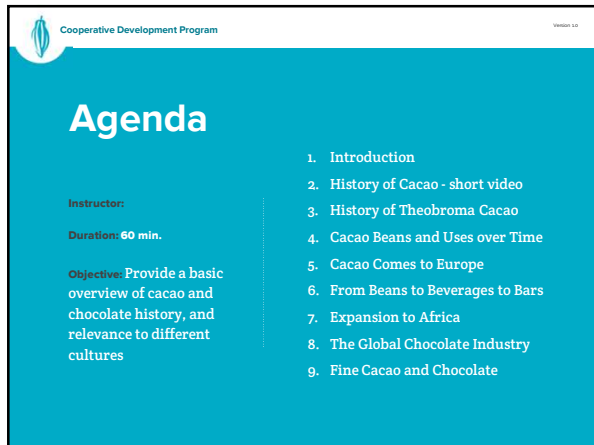 Cooperative Development Program
Version 1.0
Agenda
Instructor:
Duration: 60 min.
Objective: Provide a basic
overview of cacao and
chocolate history, and
relevance to different
cultures
1. Introduction
2. History of Cacao - short video
3. History of Theobroma Cacao
4. Cacao Beans and Uses over Time
5. Cacao Comes to Europe
6. From Beans to Beverages to Bars
7. Expansion to Africa
8. The Global Chocolate Industry
9. Fine Cacao and Chocolate